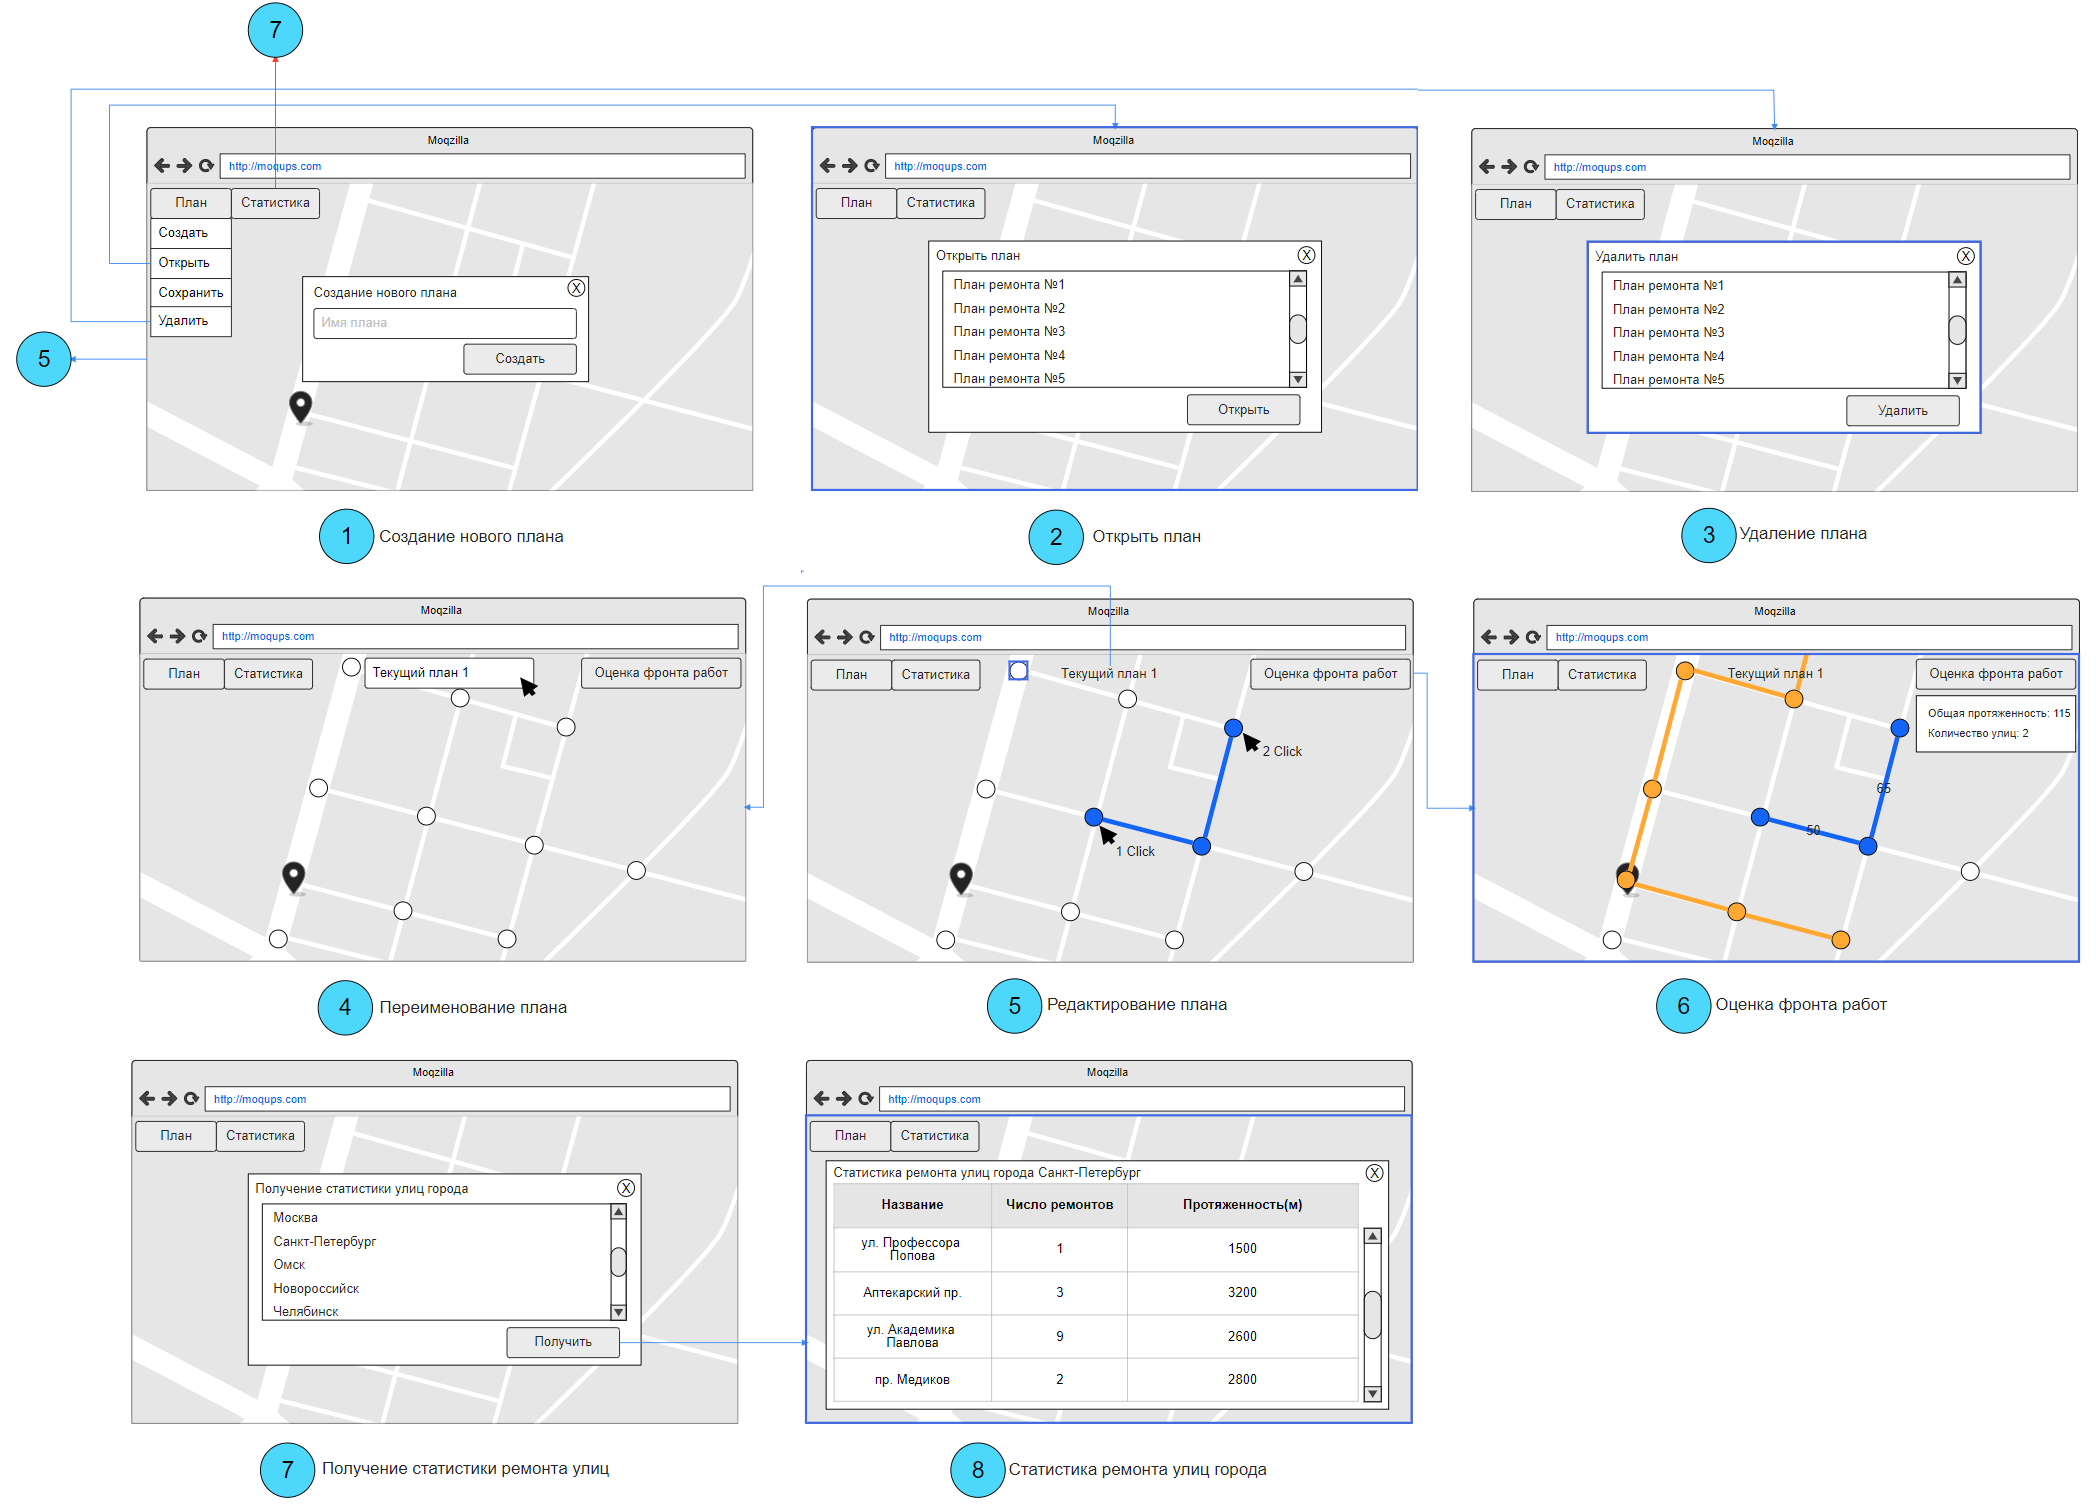 7
Moqzilla
http://moqups.com
План
Статистика
Создать
Открыть
Сохранить
Удалить
Создание нового плана
X
Имя плана
Создать
5
1
Создание нового плана
Moqzilla
http://moqups.com
План
Статистика
Открыть план
X
План ремонта №1
План ремонта №2
План ремонта №3
План ремонта №4
План ремонта №5
Открыть
2
Открыть план
Moqzilla
http://moqups.com
План
Статистика
Удалить план
X
План ремонта №1
План ремонта №2
План ремонта №3
План ремонта №4
План ремонта №5
Удалить
3
Удаление плана
Moqzilla
http://moqups.com
План
Статистика
Текущий план 1
Оценка фронта работ
4
Переименование плана
Moqzilla
http://moqups.com
План
Статистика
Текущий план 1
Оценка фронта работ
2 Click
1 Click
5
Редактирование плана
Moqzilla
http://moqups.com
План
Статистика
Текущий план 1
Оценка фронта работ
Общая протяженность: 115
Количество улиц: 2
65
50
6
Оценка фронта работ
Moqzilla
http://moqups.com
План
Статистика
Получение статистики улиц города
X
Москва
Санкт-Петербург
Омск
Новороссийск
Челябинск
Получить
7
Получение статистики ремонта улиц
Moqzilla
http://moqups.com
План
Статистика
Статистика ремонта улиц города Санкт-Петербург
X
Название Число ремонтов Протяженность(м)
ул. Профессора
Попова 1 1500
Аптекарский пр. 3 3200
ул. Академика
Павлова 9 2600
пр. Медиков 2 2800
8
Статистика ремонта улиц города